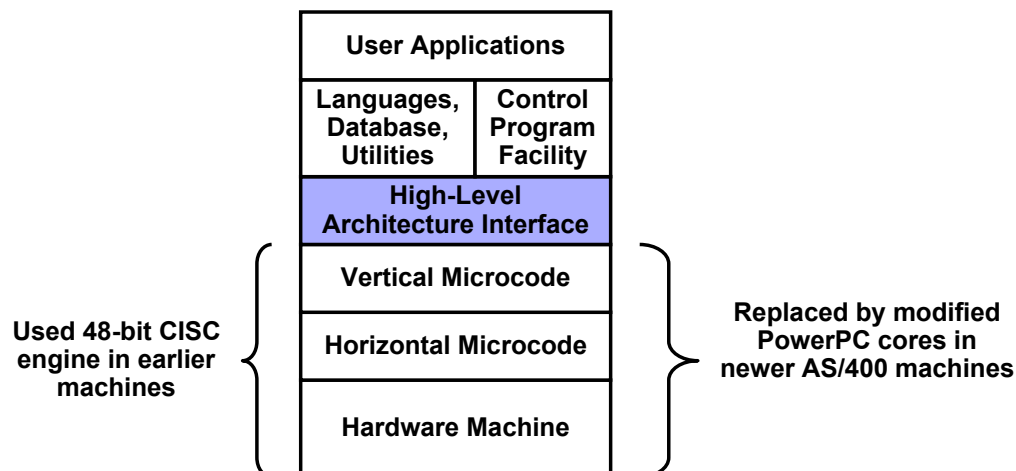 User Applications
Languages,
Database,
Utilities
Control
Program
Facility
High-Level
Architecture Interface
Vertical Microcode
Horizontal Microcode
Hardware Machine
Used 48-bit CISC
engine in earlier
machines
Replaced by modified
PowerPC cores in
newer AS/400 machines